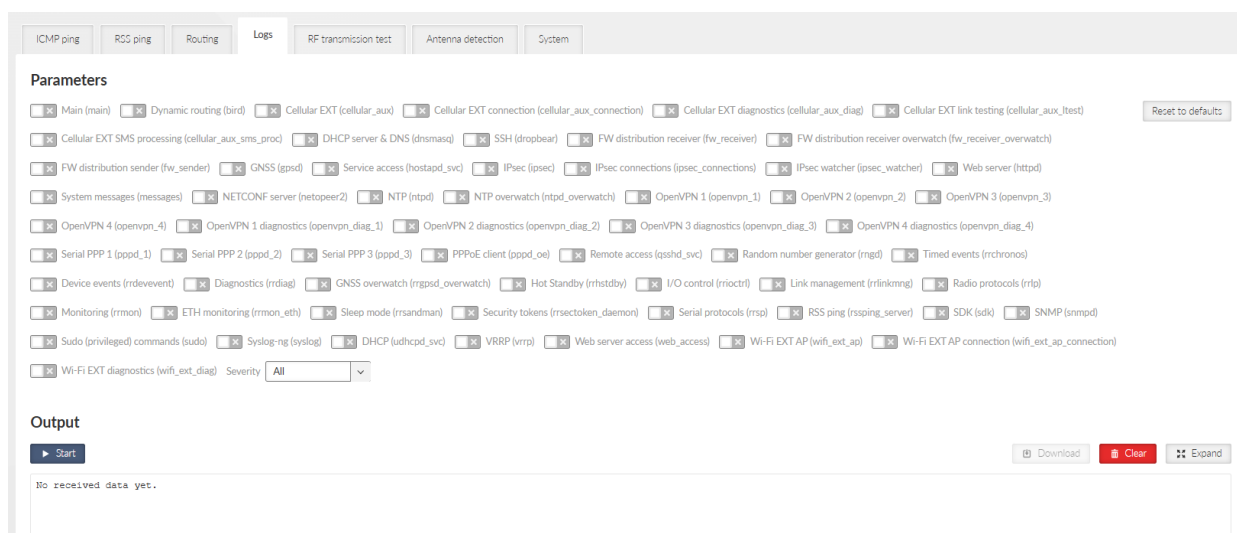 ICMP ping RSS ping Routing Logs RF transmission test Antenna detection System
Parameters
Main (main) Dynamic routing (bird) Cellular EXT (cellular_aux) Cellular EXT connection (cellular_aux_connection) Cellular EXT diagnostics (cellular_aux_diag) Cellular EXT link testing (cellular_aux_ltest) Reset to defaults
Cellular EXT SMS processing (cellular_aux_sms_proc) DHCP server & DNS (dnsmasq) SSH (dropbear) FW distribution receiver (fw_receiver) FW distribution receiver overwatch (fw_receiver_overwatch)
FW distribution sender (fw_sender) GNSS (gpsd) Service access (hostapd_svc) IPsec (ipsec) IPsec connections (ipsec_connections) IPsec watcher (ipsec_watcher) Web server (httpd)
System messages (messages) NETCONF server (netopeer2) NTP (ntpd) NTP overwatch (ntpd_overwatch) OpenVPN 1 (openvpn_1) OpenVPN 2 (openvpn_2) OpenVPN 3 (openvpn_3)
OpenVPN 4 (openvpn_4) OpenVPN 1 diagnostics (openvpn_diag_1) OpenVPN 2 diagnostics (openvpn_diag_2) OpenVPN 3 diagnostics (openvpn_diag_3) OpenVPN 4 diagnostics (openvpn_diag_4)
Serial PPP 1 (pppd_1) Serial PPP 2 (pppd_2) Serial PPP 3 (pppd_3) PPPoE client (pppd_oe) Remote access (qsshd_svc) Random number generator (rngd) Timed events (rrchronos)
Device events (rrdevevent) Diagnostics (rrdiag) GNSS overwatch (rrgpsd_overwatch) Hot Standby (rrhstdby) I/O control (rrioctrl) Link management (rrlinkmng) Radio protocols (rrlp)
Monitoring (rrmon) ETH monitoring (rrmon_eth) Sleep mode (rrsandman) Security tokens (rrsectoken_daemon) Serial protocols (rrsp) RSS ping (rssping_server) SDK (sdk) SNMP (snmpd)
Sudo (privileged) commands (sudo) Syslog-ng (syslog) DHCP (udhcpd_svc) VRRP (vrrp) Web server access (web_access) Wi-Fi EXT AP (wifi_ext_ap) Wi-Fi EXT AP connection (wifi_ext_ap_connection)
Wi-Fi EXT diagnostics (wifi_ext_diag) Severity All
Output
Start Download Clear Expand
No received data yet.